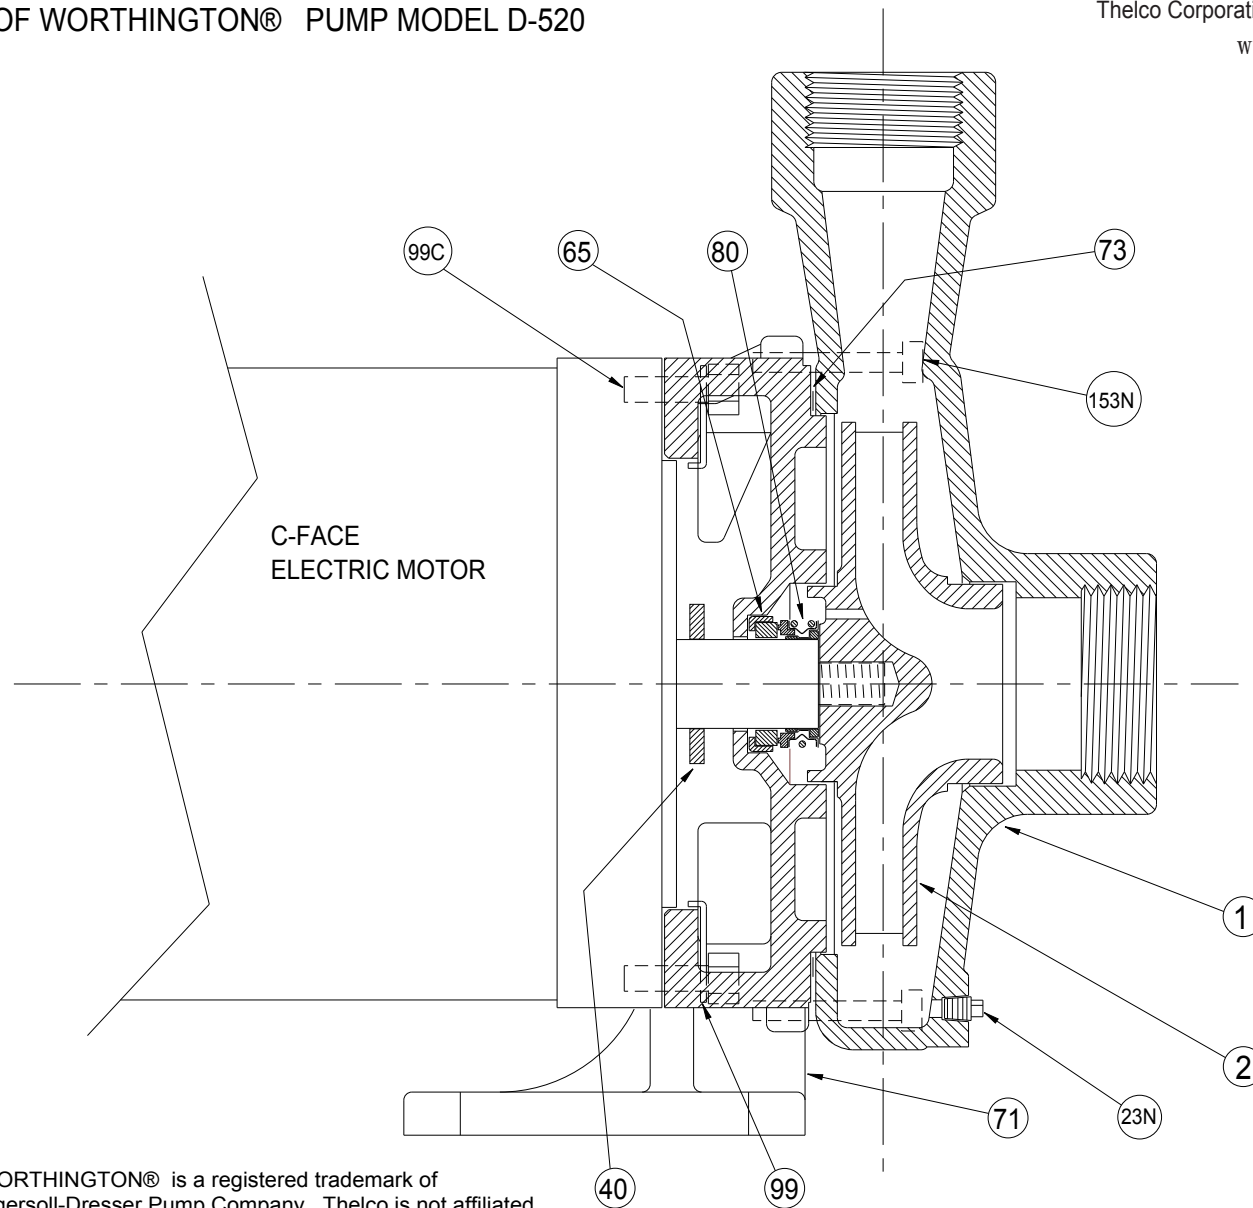 OF WORTHINGTON® PUMP MODEL D-520
Thelco Corporati
w
99C
65
80
73
153N
C-FACE
ELECTRIC MOTOR
1
2
23N
71
40
99
ORTHINGTON® is a registered trademark of
gersoll-Dresser Pump Company. Thelco is not affiliated